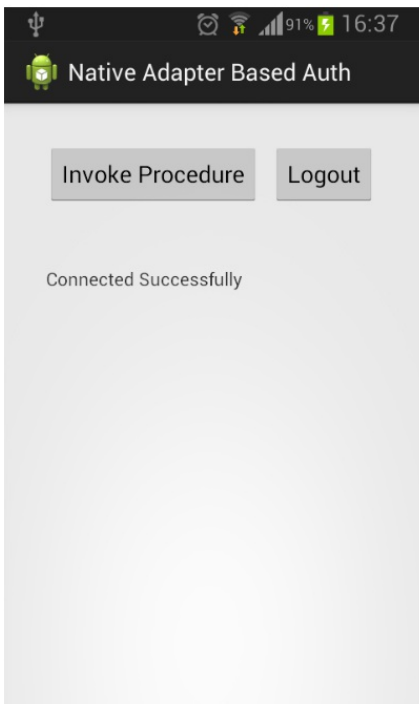 91% 16:37
Native Adapter Based Auth
Invoke Procedure Logout
Connected Successfully